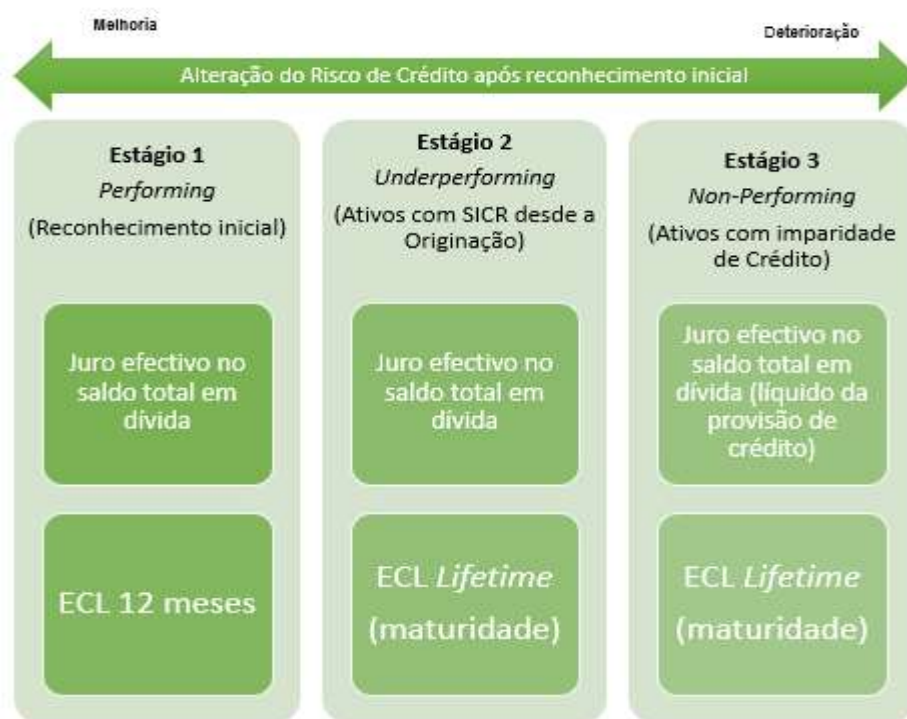 Melhoria
Deterioração
Alteração do Risco de Crédito após reconhecimento inicial
Estágio 1
Performing
(Reconhecimento inicial)
Juro efectivo no
saldo total em
dívida
ECL 12 meses
Estágio 2
Underperforming
(Ativos com SICR desde a
Originação)
Juro efectivo no
saldo total em
dívida
ECL Lifetime
(maturidade)
Estágio 3
Non-Performing
(Ativos com imparidade
de Crédito)
Juro efectivo no
saldo total em
dívida (líquido da
provisão de
crédito)
ECL Lifetime
(maturidade)